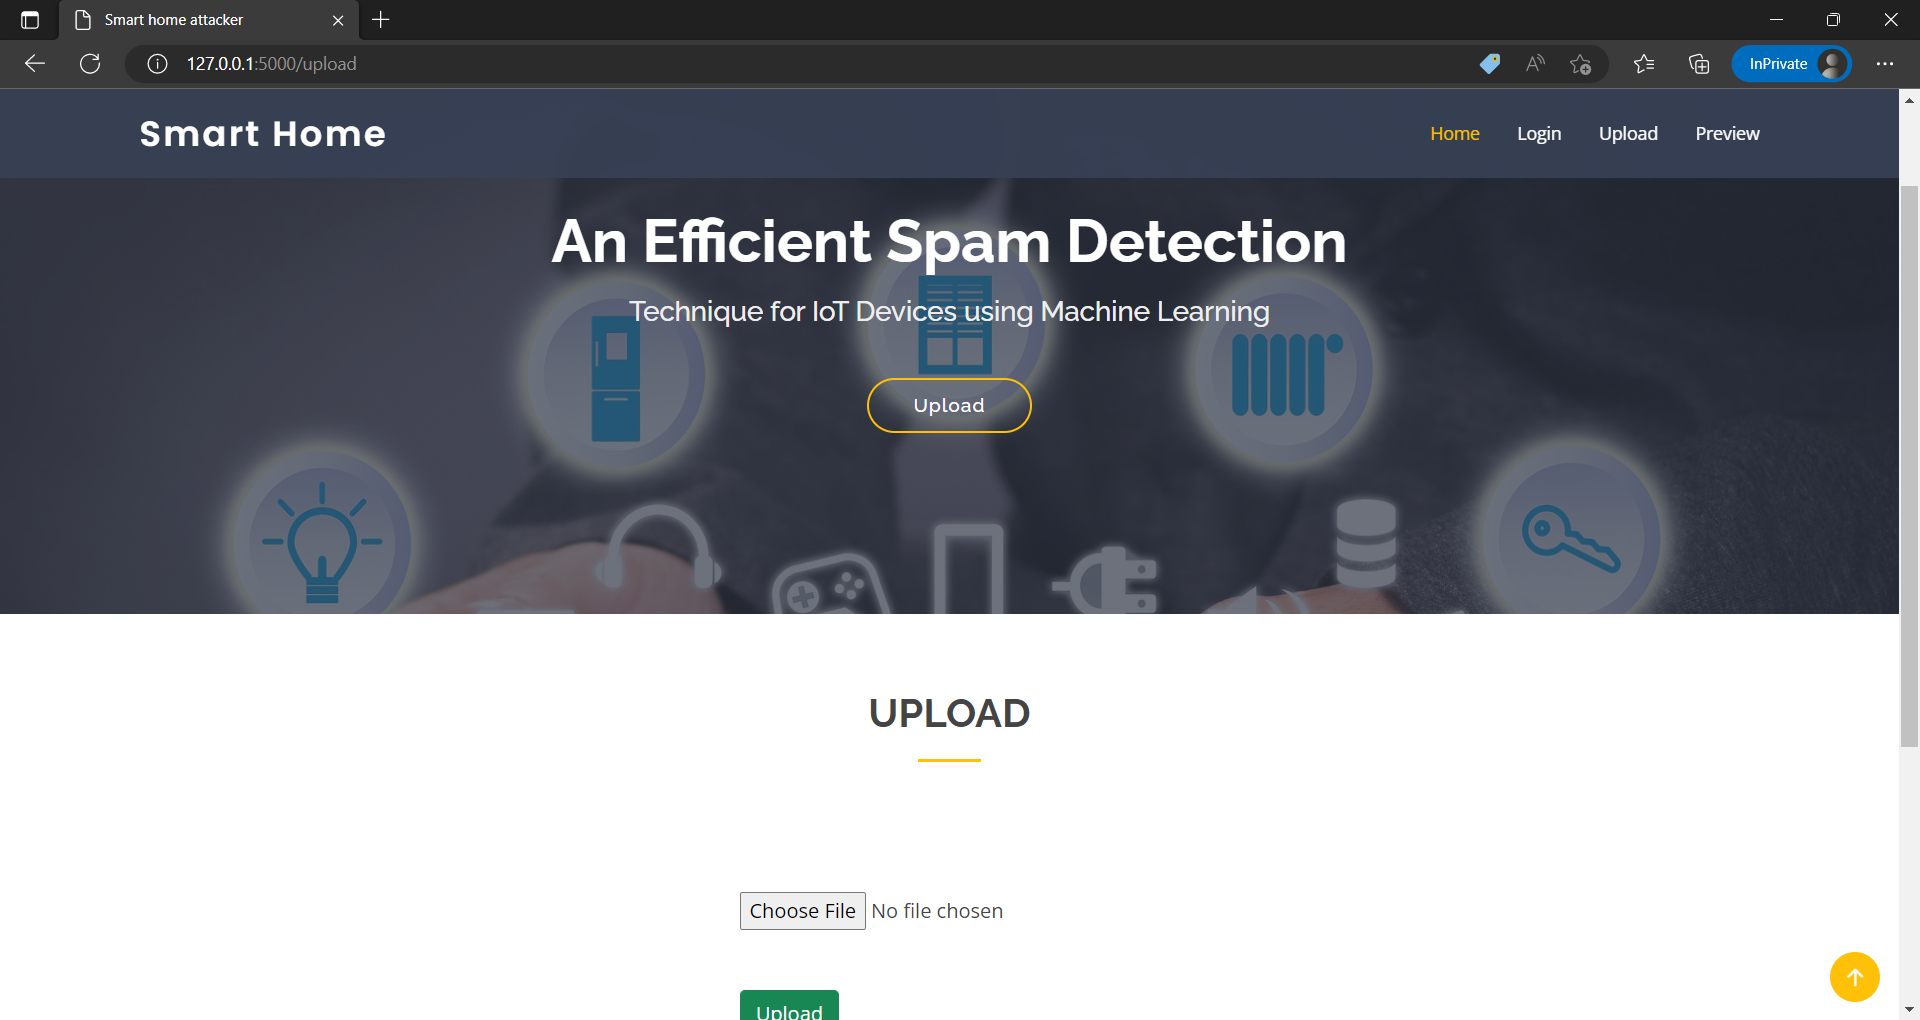 Smart home attacker
127.0.0.1:5000/upload
InPrivate
Smart Home
Home Login Upload Preview
An Efficient Spam Detection
Technique for IoT Devices using Machine Learning
Upload
UPLOAD
Choose File No file chosen
Upload